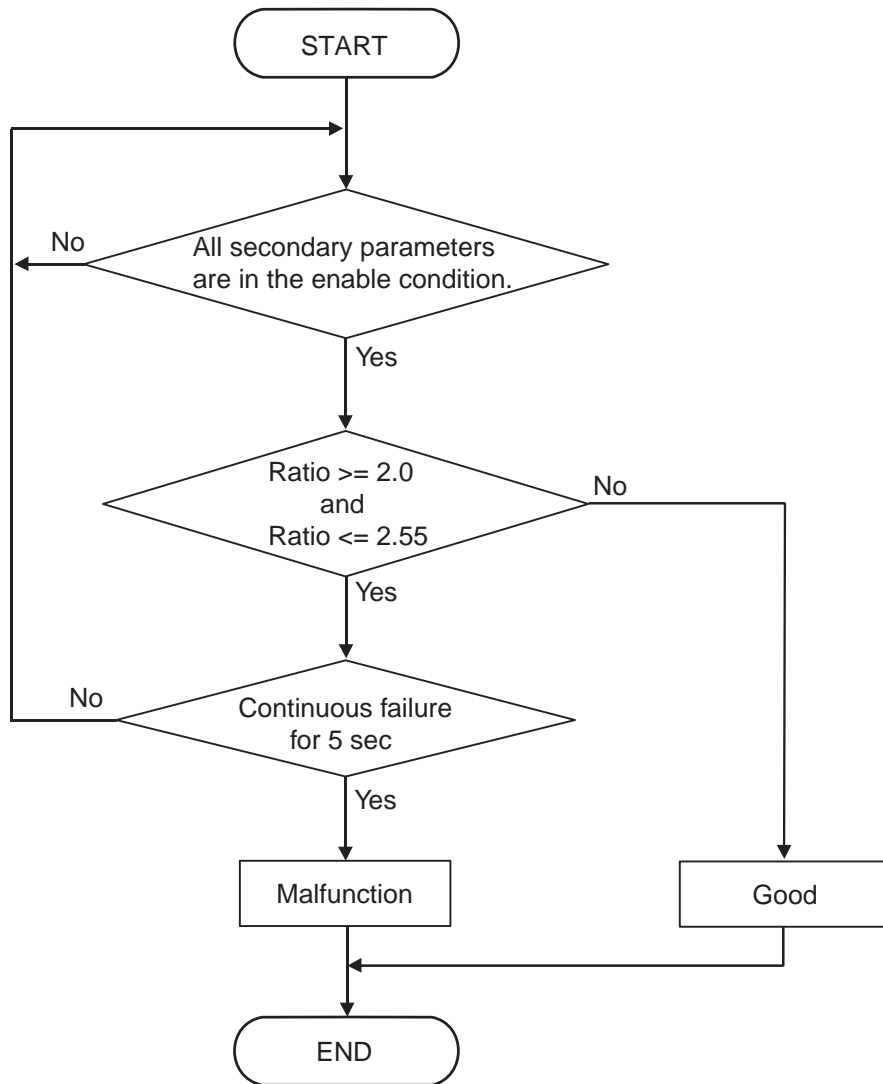 START
No
All secondary parameters
are in the enable condition.
Yes
Ratio >= 2.0
and
Ratio <= 2.55
No
Yes
No
Continuous failure
for 5 sec
Yes
Malfunction
Good
END